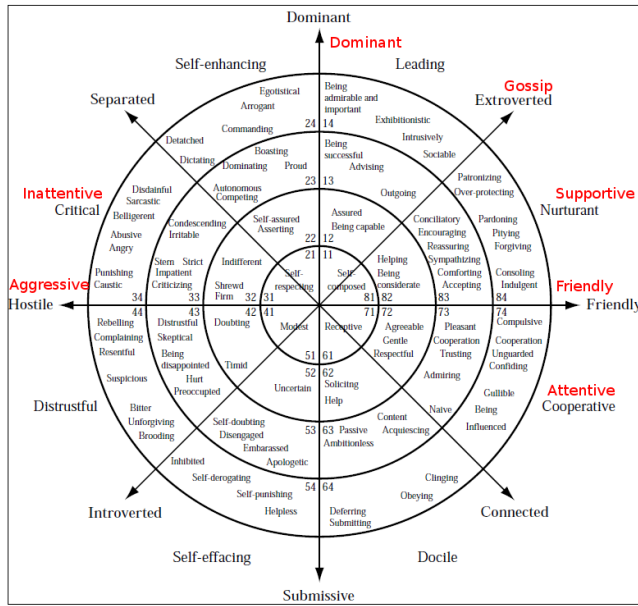 Dominant
Dominant
Self-enhancing
Leading
Gossip
Separated
Extroverted
Egotistical
Arrogant
Being
admirable and
important
Exhibitionistic
Commanding
24 14
Detatched
Intrusively
Dictating
Boasting
Being
successful
Sociable
Dominating
Proud
Advising
Patronizing
Inattentive
Critical
Disdainful
Sarcastic
Autonomous
Competing
23 13
Outgoing
Over-protecting
Supportive
Nurturant
Belligerent
Condescending
Irritable
Self-assured
Asserting
Assured
Being capable
Conciliatory
Encouraging
Reassuring
Sympathizing
Pardoning
Pitying
Forgiving
Abusive
Angry
22 12
21 11
Stern Strict
Impatient
Criticizing
Indifferent
Helping
Being
considerate
Comforting
Accepting
Consoling
Indulgent
Punishing
Caustic
Shrewd
Firm
Self-
respecting
Self-
composed
Aggressive
Friendly
34 33 32 31 81 82 83 84
Hostile
Friendly
44 43 42 41 71 72 73 74
Rebelling
Complaining
Resentful
Distrustful
Skeptical
Doubting
Modest
Receptive
Agreeable
Gentle
Respectful
Pleasant
Cooperation
Trusting
Compulsive
Cooperation
Unguarded
Confiding
Being
disappointed
Timid
51 61
Suspicious
Hurt
Preoccupied
52 62
Uncertain
Soliciting
Help
Admiring
Gullible
Being
Influenced
Attentive
Cooperative
Distrustful
Bitter
Unforgiving
Brooding
Naive
Self-doubting
Disengaged
Embarassed
Apologetic
53 63
Passive
Ambitionless
Content
Acquiescing
Inhibited
Self-derogating
Self-punishing
Helpless
54 64
Clinging
Obeying
Deferring
Submitting
Introverted
Connected
Self-effacing
Docile
Submissive